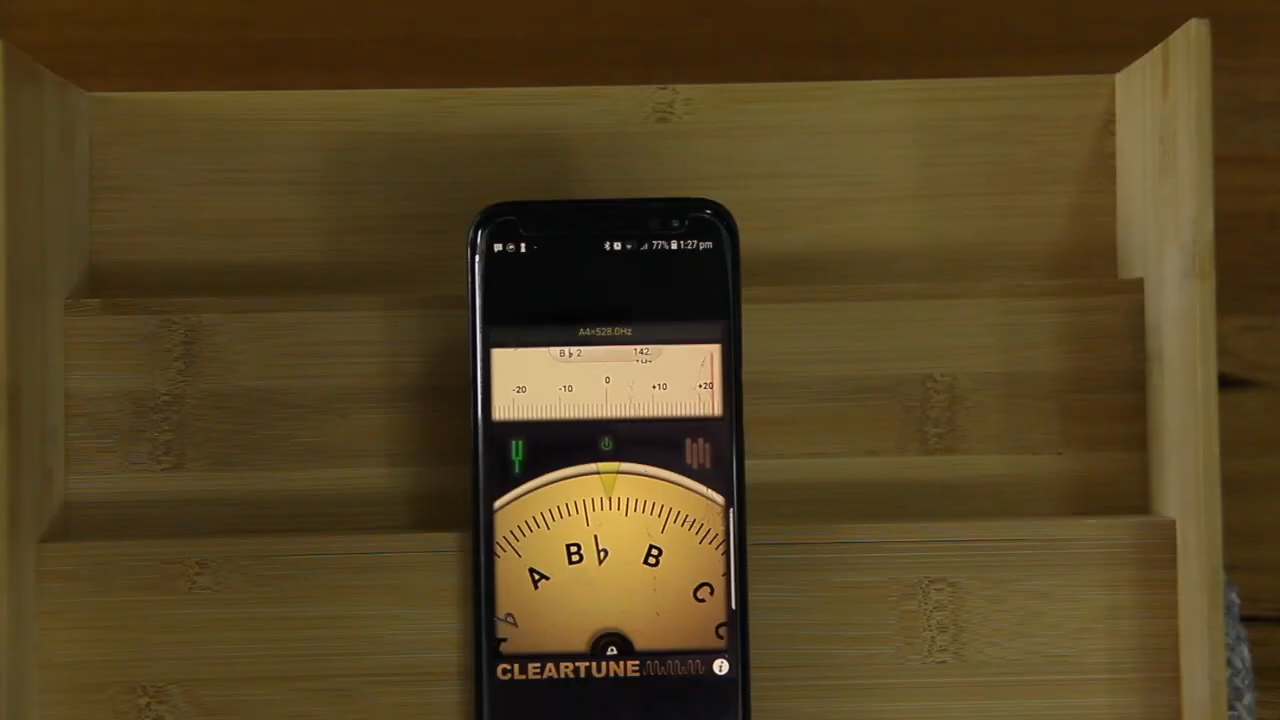 77% 1:27 pm
A4=528.0Hz
B♭2 142.
-20 -10 0 +10 +20
A B♭ B C
CLEARTUNE
i